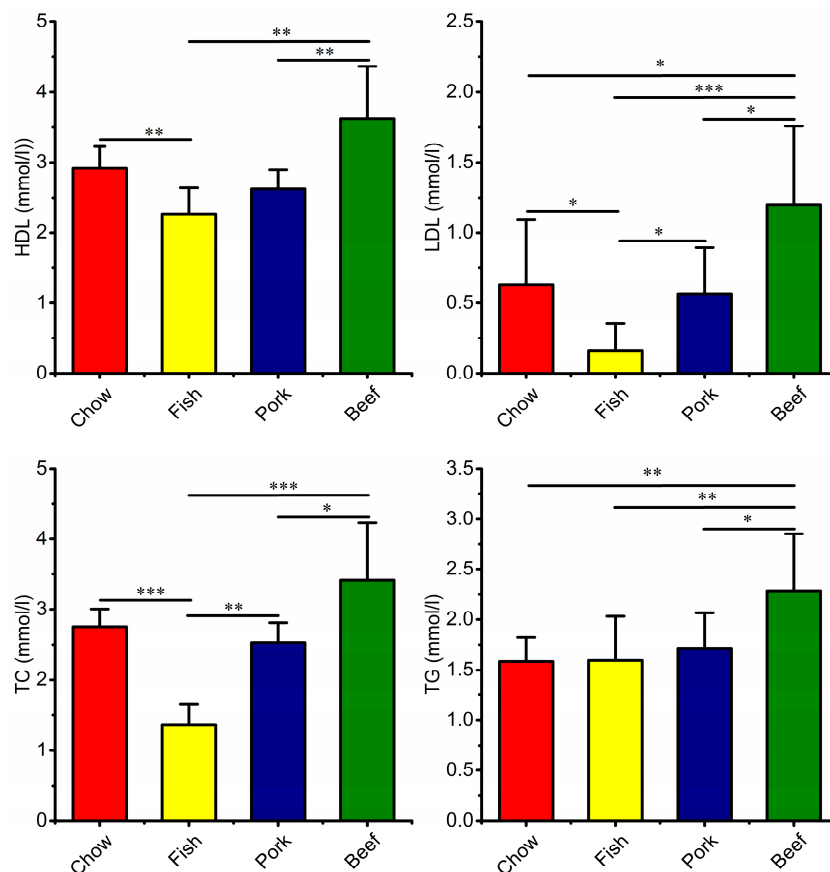 HDL (mmol/l))
5
4
3
2
1
0
**
**
**
Chow
Fish
Pork
Beef
LDL (mmol/l)
2.5
2.0
1.5
1.0
0.5
0.0
*
***
*
*
*
Chow
Fish
Pork
Beef
TC (mmol/l)
5
4
3
2
1
0
***
*
***
**
Chow
Fish
Pork
Beef
TG (mmol/l)
3.5
3.0
2.5
2.0
1.5
1.0
0.5
0.0
**
**
*
Chow
Fish
Pork
Beef